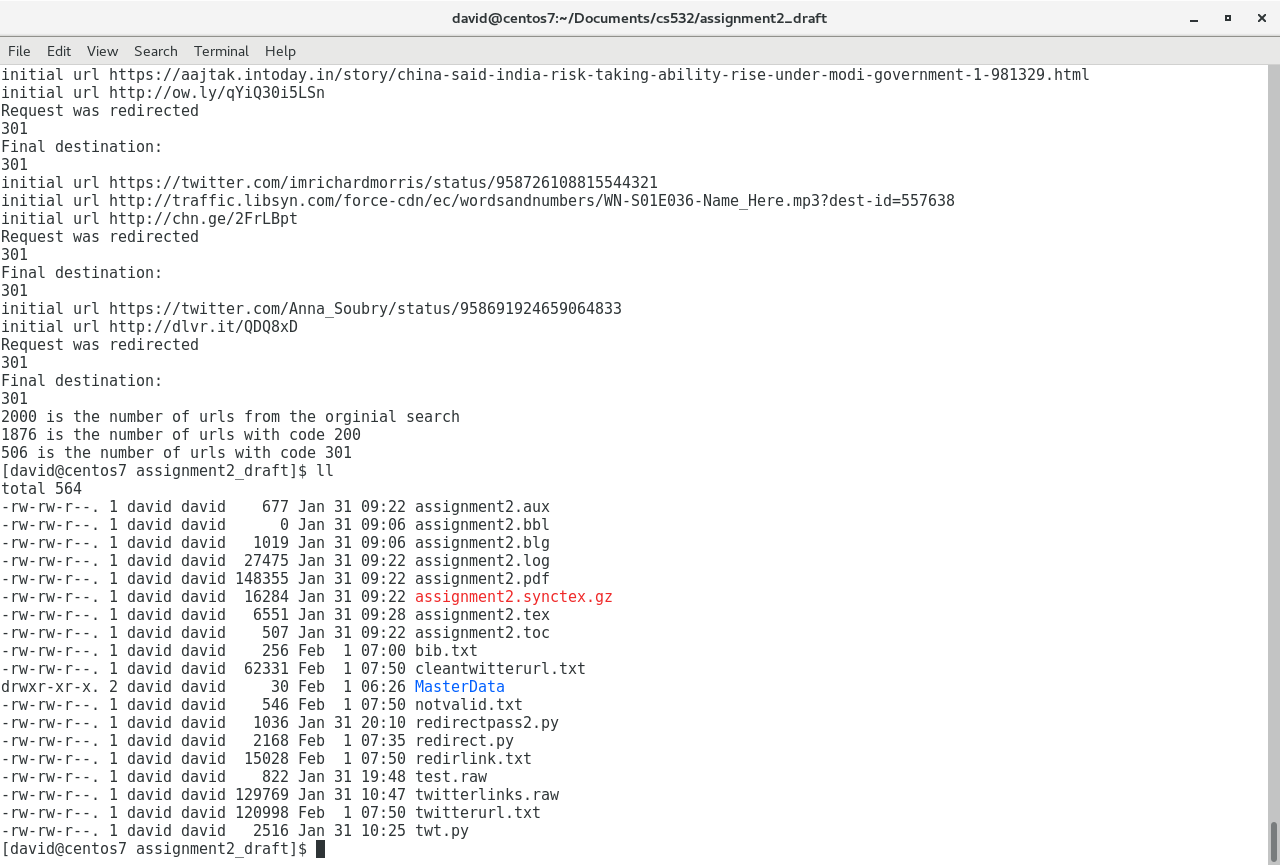 david@centos7:~/Documents/cs532/assignment2_draft
File Edit View Search Terminal Help
initial url https://aajtak.intoday.in/story/china-said-india-risk-taking-ability-rise-under-modi-government-1-981329.html
initial url http://ow.ly/qYiQ30i5LSn
Request was redirected
301
Final destination:
301
initial url https://twitter.com/imrichardmorris/status/958726108815544321
initial url http://traffic.libsyn.com/force-cdn/ec/wordsandnumbers/WN-S01E036-Name_Here.mp3?dest-id=557638
initial url http://chn.ge/2FrLBpt
Request was redirected
301
Final destination:
301
initial url https://twitter.com/Anna_Soubry/status/958691924659064833
initial url http://dlvr.it/QDQ8xD
Request was redirected
301
Final destination:
301
2000 is the number of urls from the orginial search
1876 is the number of urls with code 200
506 is the number of urls with code 301
[david@centos7 assignment2_draft]$ ll
total 564
-rw-rw-r--. 1 david david    677 Jan 31 09:22 assignment2.aux
-rw-rw-r--. 1 david david      0 Jan 31 09:06 assignment2.bbl
-rw-rw-r--. 1 david david   1019 Jan 31 09:06 assignment2.blg
-rw-rw-r--. 1 david david  27475 Jan 31 09:22 assignment2.log
-rw-rw-r--. 1 david david 148355 Jan 31 09:22 assignment2.pdf
-rw-rw-r--. 1 david david  16284 Jan 31 09:22 assignment2.synctex.gz
-rw-rw-r--. 1 david david   6551 Jan 31 09:28 assignment2.tex
-rw-rw-r--. 1 david david    507 Jan 31 09:22 assignment2.toc
-rw-rw-r--. 1 david david    256 Feb  1 07:00 bib.txt
-rw-rw-r--. 1 david david  62331 Feb  1 07:50 cleantwitterurl.txt
drwxr-xr-x. 2 david david     30 Feb  1 06:26 MasterData
-rw-rw-r--. 1 david david    546 Feb  1 07:50 notvalid.txt
-rw-rw-r--. 1 david david   1036 Jan 31 20:10 redirectpass2.py
-rw-rw-r--. 1 david david   2168 Feb  1 07:35 redirect.py
-rw-rw-r--. 1 david david  15028 Feb  1 07:50 redirlink.txt
-rw-rw-r--. 1 david david    822 Jan 31 19:48 test.raw
-rw-rw-r--. 1 david david 129769 Jan 31 10:47 twitterlinks.raw
-rw-rw-r--. 1 david david 120998 Feb  1 07:50 twitterurl.txt
-rw-rw-r--. 1 david david   2516 Jan 31 10:25 twt.py
[david@centos7 assignment2_draft]$